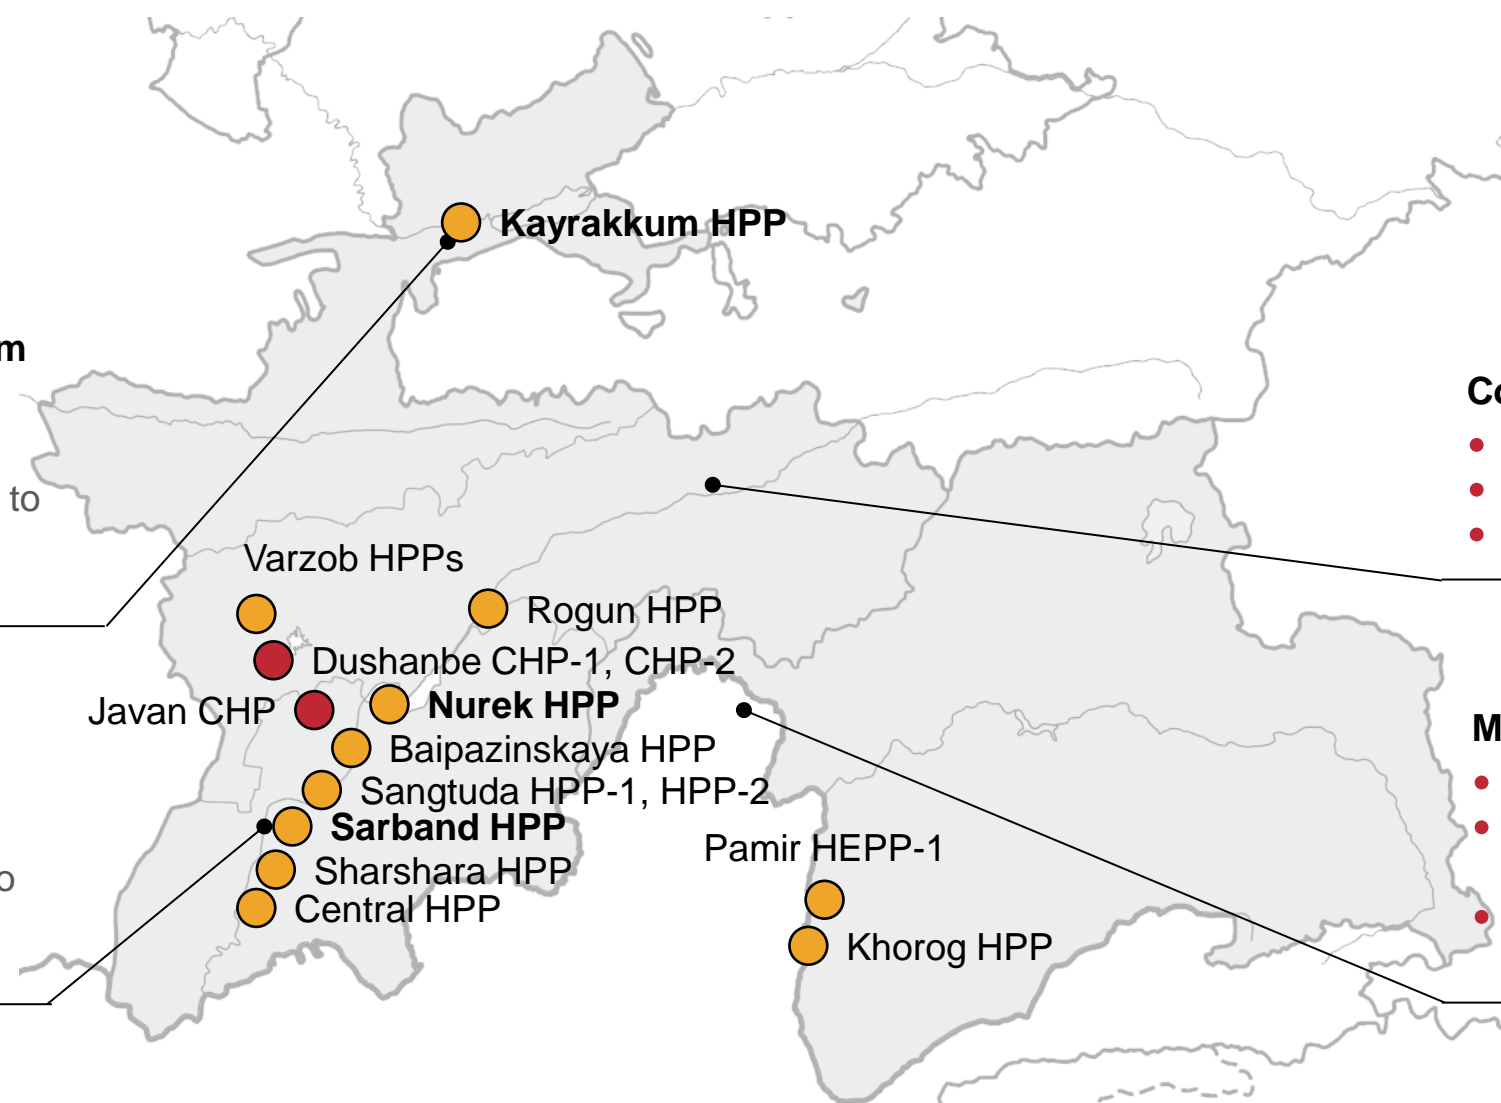 Kayrakkum HPP
m
to
Varzob HPPs
Rogun HPP
Dushanbe CHP-1, CHP-2
Javan CHP
Nurek HPP
Baipazinskaya HPP
Sangtuda HPP-1, HPP-2
Sarband HPP
Pamir HEPP-1
Sharshara HPP
Central HPP
Khorog HPP